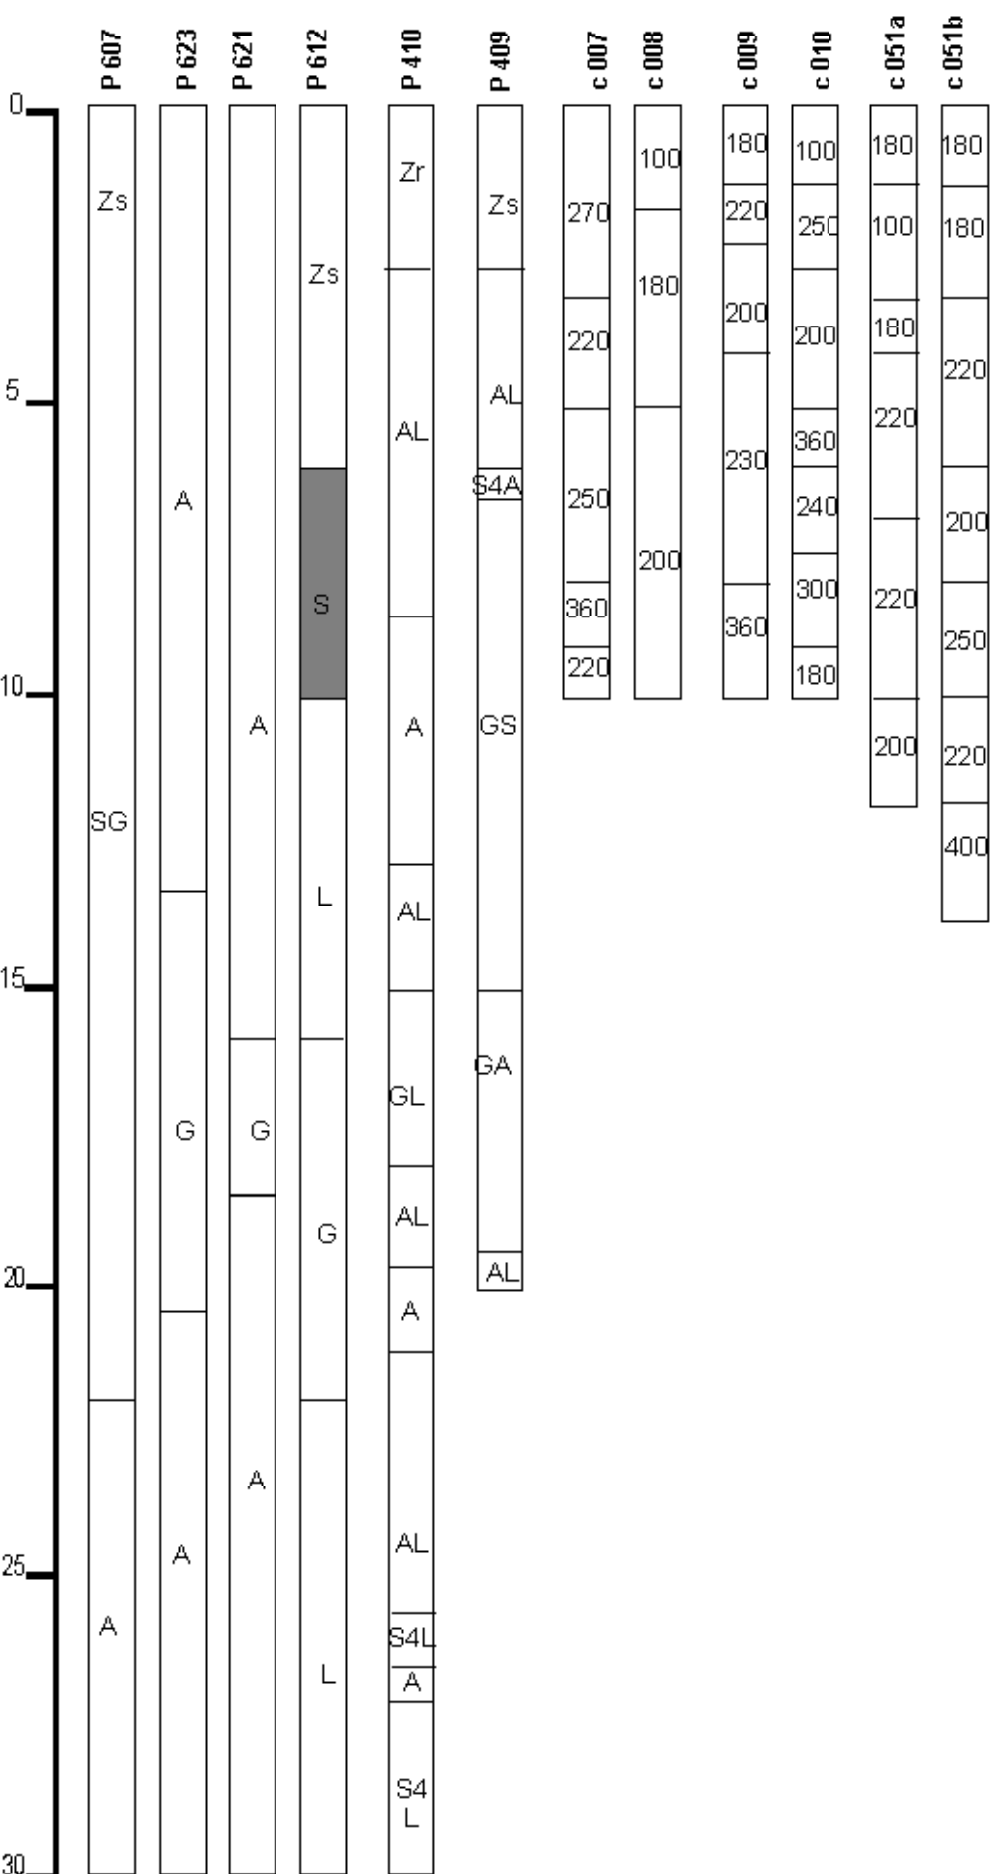 P 607
P 623
P 621
P 612
P 410
P 409
c 007
c 008
c 009
c 010
c 051a
c 051b
0
5
10
15
20
25
30
Zs
SG
A
A
G
A
A
G
A
Zs
S
L
G
L
Zr
AL
A
AL
GL
AL
A
AL
S4L
A
S4
L
Zs
AL
S4A
GS
GA
AL
270
220
250
360
220
100
180
200
180
220
200
230
360
100
250
200
360
240
300
180
180
100
180
220
220
200
180
180
220
200
250
220
400